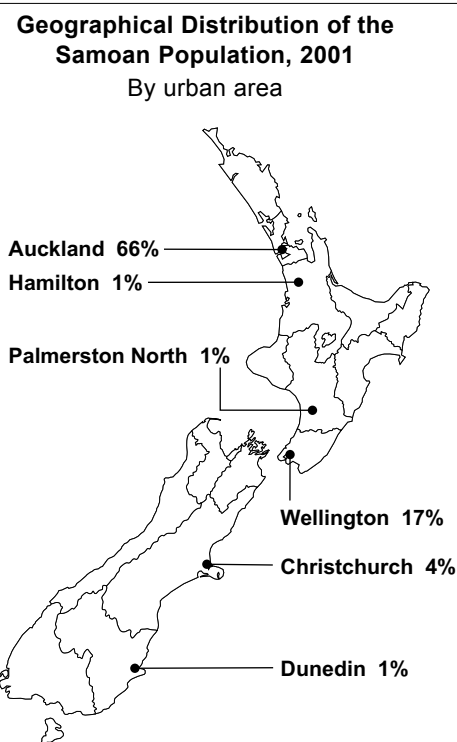 Geographical Distribution of the
Samoan Population, 2001
By urban area
Auckland 66%
Hamilton 1%
Palmerston North 1%
Wellington 17%
Christchurch 4%
Dunedin 1%